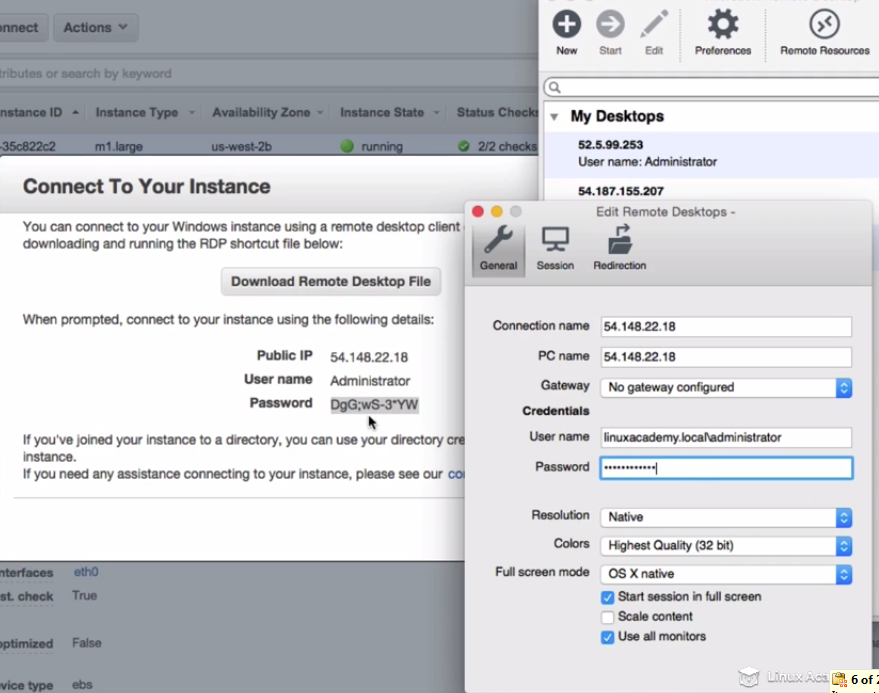 nnect
Actions
ributes or search by keyword
nstance ID
Instance Type
Availability Zone
Instance State
Status Checks
-35c822c2
m1.large
us-west-2b
running
2/2 checks
Connect To Your Instance
You can connect to your Windows instance using a remote desktop client
downloading and running the RDP shortcut file below:
Download Remote Desktop File
When prompted, connect to your instance using the following details:
Public IP 54.148.22.18
User name Administrator
Password DgG;wS-3*YW
If you've joined your instance to a directory, you can use your directory cre
instance.
If you need any assistance connecting to your instance, please see our co
nterfaces eth0
st. check True
optimized False
vice type ebs
New
Start
Edit
Preferences
Remote Resources
My Desktops
52.5.99.253
User name: Administrator
54.187.155.207
Edit Remote Desktops -
General
Session
Redirection
Connection name 54.148.22.18
PC name 54.148.22.18
Gateway No gateway configured
Credentials
User name linuxacademy.local\administrator
Password ••••••••••••
Resolution Native
Colors Highest Quality (32 bit)
Full screen mode OS X native
Start session in full screen
Scale content
Use all monitors
Linux Aca
6 of 2